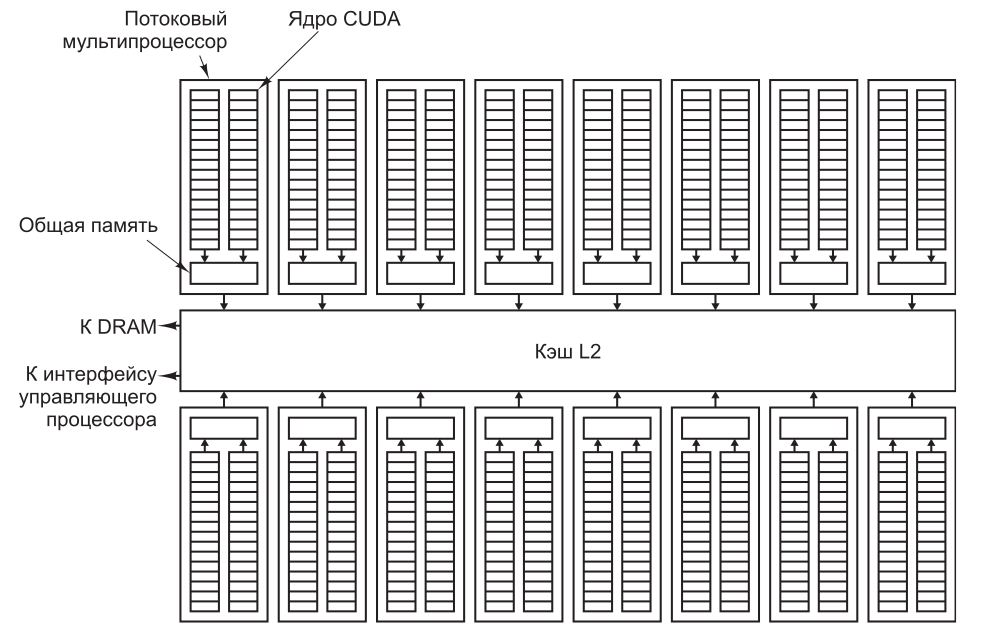 Потоковый
мультипроцессор
Ядро CUDA
Общая память
К DRAM
Кэш L2
К интерфейсу
управляющего
процессора